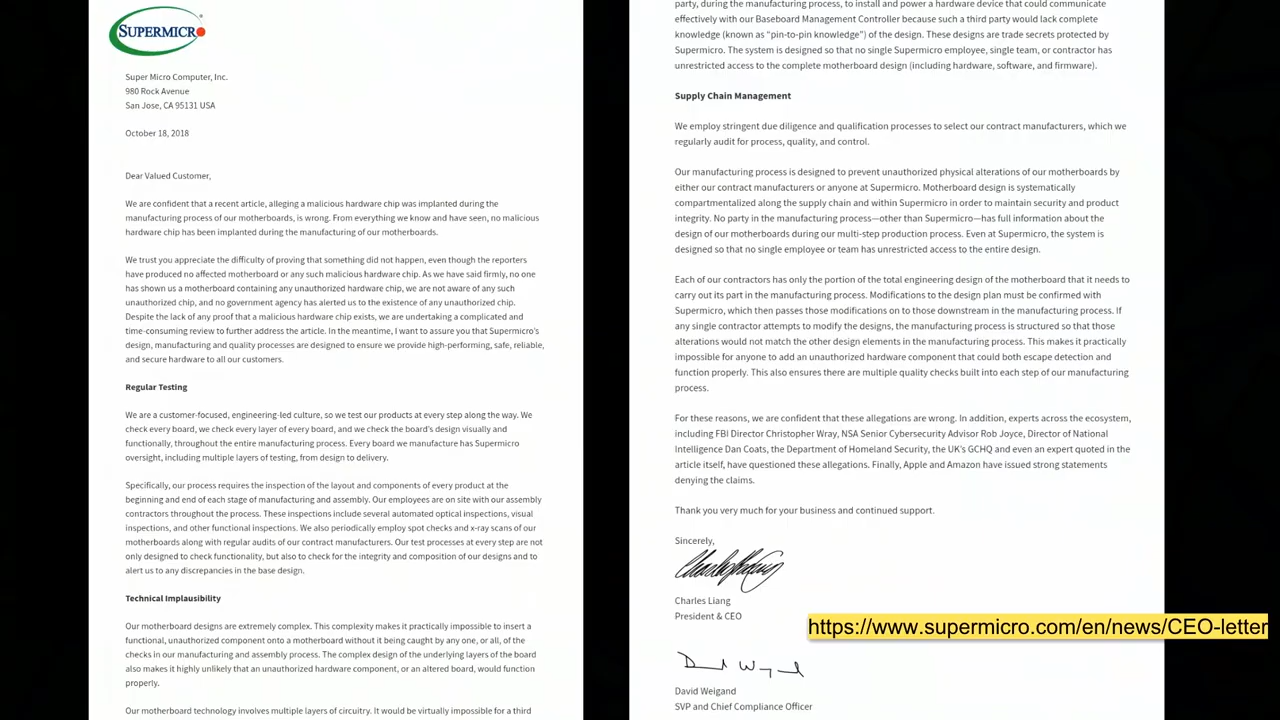 SUPERMICR
Super Micro Computer, Inc.
980 Rock Avenue
San Jose, CA 95131 USA
October 18, 2018
Dear Valued Customer,
We are confident that a recent article, alleging a malicious hardware chip was implanted during the
manufacturing process of our motherboards, is wrong. From everything we know and have seen, no malicious
hardware chip has been implanted during the manufacturing of our motherboards.
We trust you appreciate the difficulty of proving that something did not happen, even though the reporters
have produced no affected motherboard or any such malicious hardware chip. As we have said firmly, no one
has shown us a motherboard containing any unauthorized hardware chip, we are not aware of any such
unauthorized chip, and no government agency has alerted us to the existence of any unauthorized chip.
Despite the lack of any proof that a malicious hardware chip exists, we are undertaking a complicated and
time-consuming review to further address the article. In the meantime, I want to assure you that Supermicro's
design, manufacturing and quality processes are designed to ensure we provide high-performing, safe, reliable,
and secure hardware to all our customers.
Regular Testing
We are a customer-focused, engineering-led culture, so we test our products at every step along the way. We
check every board, we check every layer of every board, and we check the board's design visually and
functionally, throughout the entire manufacturing process. Every board we manufacture has Supermicro
oversight, including multiple layers of testing, from design to delivery.
Specifically, our process requires the inspection of the layout and components of every product at the
beginning and end of each stage of manufacturing and assembly. Our employees are on site with our assembly
contractors throughout the process. These inspections include several automated optical inspections, visual
inspections, and other functional inspections. We also periodically employ spot checks and x-ray scans of our
motherboards along with regular audits of our contract manufacturers. Our test processes at every step are not
only designed to check functionality, but also to check for the integrity and composition of our designs and to
alert us to any discrepancies in the base design.
Technical Implausibility
Our motherboard designs are extremely complex. This complexity makes it practically impossible to insert a
functional, unauthorized component onto a motherboard without it being caught by any one, or all, of the
checks in our manufacturing and assembly process. The complex design of the underlying layers of the board
also makes it highly unlikely that an unauthorized hardware component, or an altered board, would function
properly.
Our motherboard technology involves multiple layers of circuitry. It would be virtually impossible for a third
party, during the manufacturing process, to install and power a hardware device that could communicate
effectively with our Baseboard Management Controller because such a third party would lack complete
knowledge (known as “pin-to-pin knowledge”) of the design. These designs are trade secrets protected by
Supermicro. The system is designed so that no single Supermicro employee, single team, or contractor has
unrestricted access to the complete motherboard design (including hardware, software, and firmware).
Supply Chain Management
We employ stringent due diligence and qualification processes to select our contract manufacturers, which we
regularly audit for process, quality, and control.
Our manufacturing process is designed to prevent unauthorized physical alterations of our motherboards by
either our contract manufacturers or anyone at Supermicro. Motherboard design is systematically
compartmentalized along the supply chain and within Supermicro in order to maintain security and product
integrity. No party in the manufacturing process—other than Supermicro—has full information about the
design of our motherboards during our multi-step production process. Even at Supermicro, the system is
designed so that no single employee or team has unrestricted access to the entire design.
Each of our contractors has only the portion of the total engineering design of the motherboard that it needs to
carry out its part in the manufacturing process. Modifications to the design plan must be confirmed with
Supermicro, which then passes those modifications on to those downstream in the manufacturing process. If
any single contractor attempts to modify the designs, the manufacturing process is structured so that those
alterations would not match the other design elements in the manufacturing process. This makes it practically
impossible for anyone to add an unauthorized hardware component that could both escape detection and
function properly. This also ensures there are multiple quality checks built into each step of our manufacturing
process.
For these reasons, we are confident that these allegations are wrong. In addition, experts across the ecosystem,
including FBI Director Christopher Wray, NSA Senior Cybersecurity Advisor Rob Joyce, Director of National
Intelligence Dan Coats, the Department of Homeland Security, the UK's GCHQ and even an expert quoted in the
article itself, have questioned these allegations. Finally, Apple and Amazon have issued strong statements
denying the claims.
Thank you very much for your business and continued support.
Sincerely,
Charles Liang
President & CEO
https://www.supermicro.com/en/news/CEO-letter
David Weigand
SVP and Chief Compliance Officer